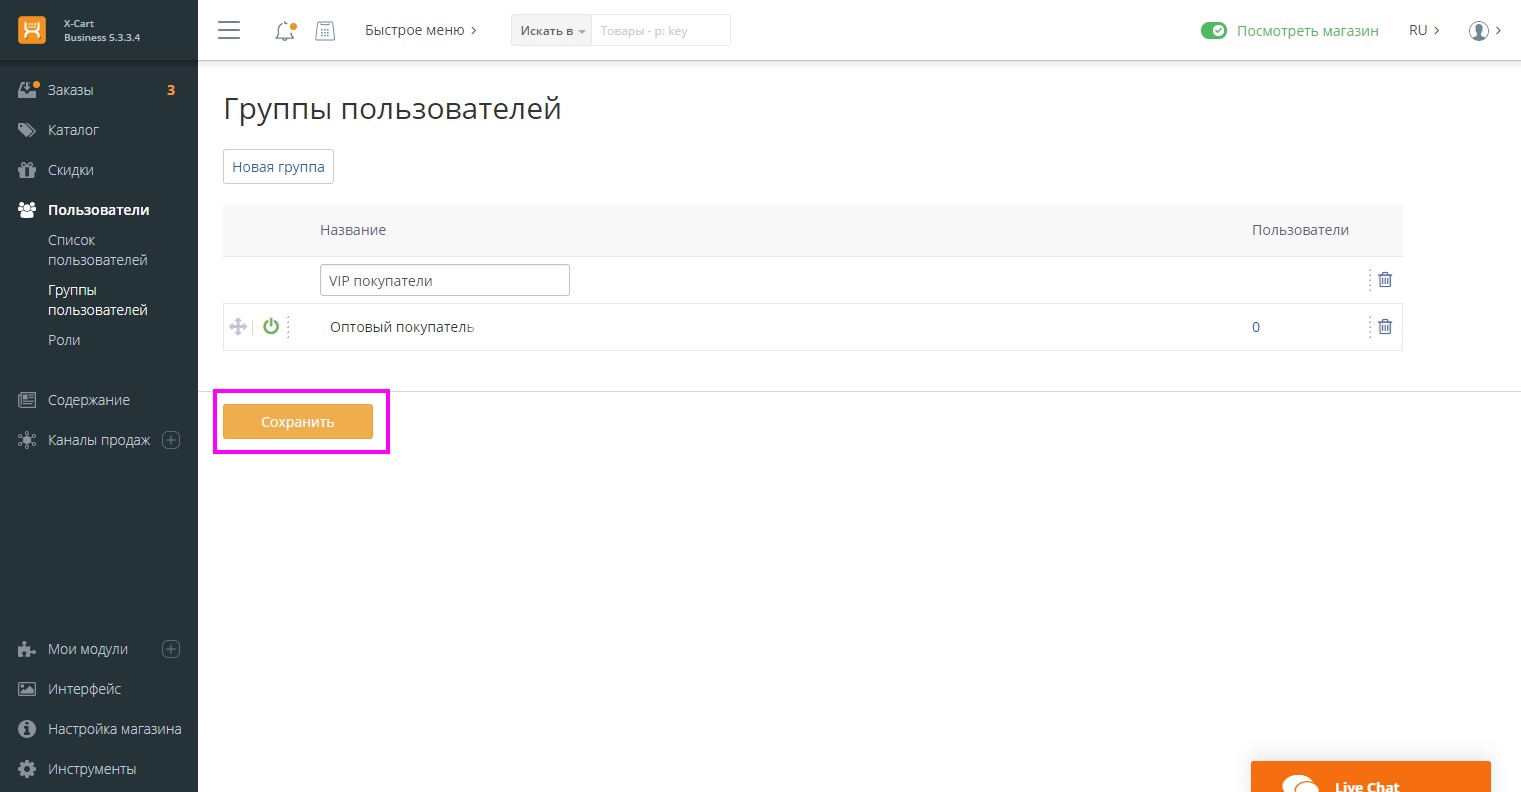 X-Cart
Business 5.3.3.4
Быстрое меню
Искать в
Товары - p: key
Посмотреть магазин
RU
Заказы
3
Каталог
Скидки
Пользователи
Список
пользователей
Группы
пользователей
Роли
Содержание
Каналы продаж
Мои модули
Интерфейс
Настройка магазина
Инструменты
Группы пользователей
Новая группа
Название
Пользователи
VIP покупатели
Оптовый покупатель
0
Сохранить
Live Chat